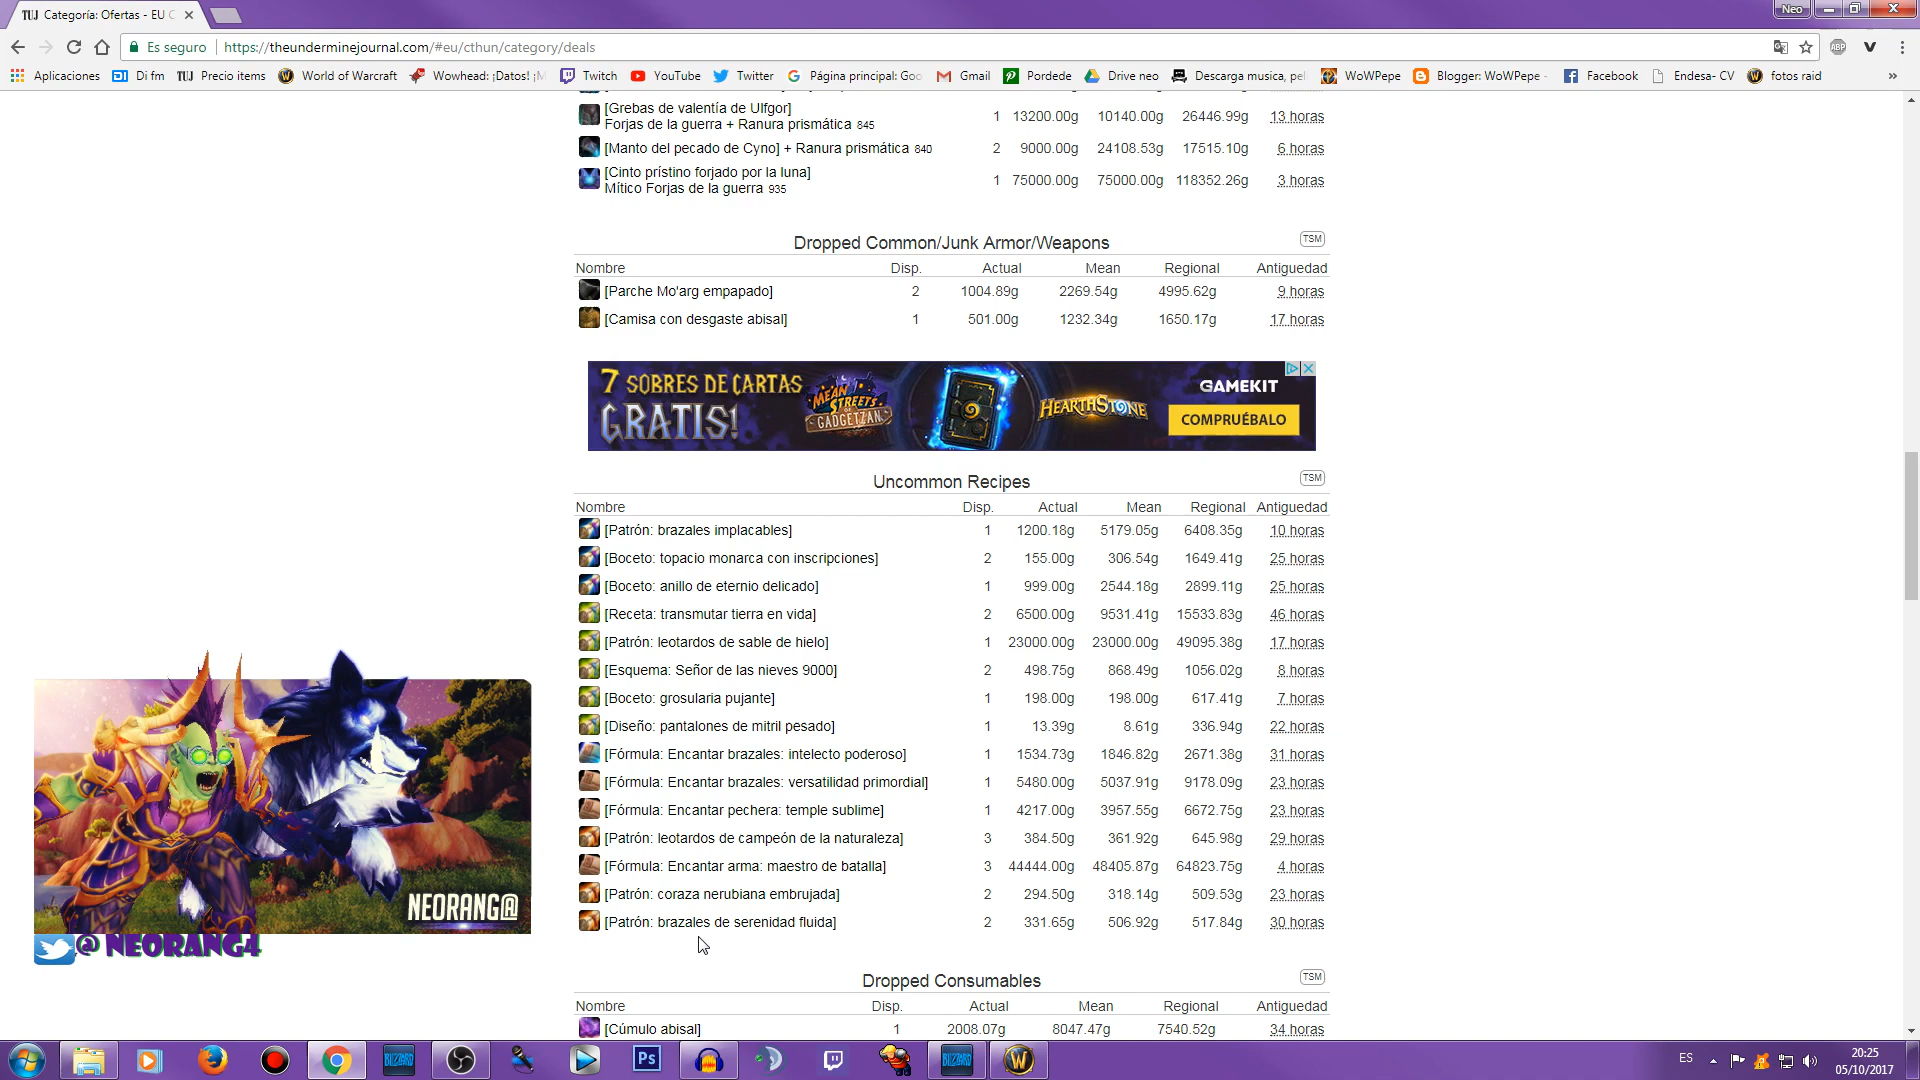 TUJ Categoría: Ofertas - EU C
Neo
Es seguro
https://theunderminejournal.com/#eu/cthun/category/deals
ABP
Aplicaciones
Di fm
TUJ Precio items
World of Warcraft
Wowhead: ¡Datos! ¡M
Twitch
YouTube
Twitter
Página principal: Goo
Gmail
Pordede
Drive neo
Descarga musica, pel
WoWPepe
Blogger: WoWPepe -
Facebook
Endesa- CV
fotos raid
»
[Grebas de valentía de Ulfgor]
Forjas de la guerra + Ranura prismática 845 1 13200.00g 10140.00g 26446.99g 13 horas
[Manto del pecado de Cyno] + Ranura prismática 840 2 9000.00g 24108.53g 17515.10g 6 horas
[Cinto prístino forjado por la luna]
Mítico Forjas de la guerra 935 1 75000.00g 75000.00g 118352.26g 3 horas
Dropped Common/Junk Armor/Weapons TSM
Nombre Disp. Actual Mean Regional Antiguedad
[Parche Mo'arg empapado] 2 1004.89g 2269.54g 4995.62g 9 horas
[Camisa con desgaste abisal] 1 501.00g 1232.34g 1650.17g 17 horas
7 SOBRES DE CARTAS
GRATIS!
MEAN STREETS OF GADGETZAN
HEARTHSTONE
GAMEKIT
COMPRUÉBALO
Uncommon Recipes TSM
Nombre Disp. Actual Mean Regional Antiguedad
[Patrón: brazales implacables] 1 1200.18g 5179.05g 6408.35g 10 horas
[Boceto: topacio monarca con inscripciones] 2 155.00g 306.54g 1649.41g 25 horas
[Boceto: anillo de eternio delicado] 1 999.00g 2544.18g 2899.11g 25 horas
[Receta: transmutar tierra en vida] 2 6500.00g 9531.41g 15533.83g 46 horas
[Patrón: leotardos de sable de hielo] 1 23000.00g 23000.00g 49095.38g 17 horas
[Esquema: Señor de las nieves 9000] 2 498.75g 868.49g 1056.02g 8 horas
[Boceto: grosularia pujante] 1 198.00g 198.00g 617.41g 7 horas
[Diseño: pantalones de mitril pesado] 1 13.39g 8.61g 336.94g 22 horas
[Fórmula: Encantar brazales: intelecto poderoso] 1 1534.73g 1846.82g 2671.38g 31 horas
[Fórmula: Encantar brazales: versatilidad primordial] 1 5480.00g 5037.91g 9178.09g 23 horas
[Fórmula: Encantar pechera: temple sublime] 1 4217.00g 3957.55g 6672.75g 23 horas
[Patrón: leotardos de campeón de la naturaleza] 3 384.50g 361.92g 645.98g 29 horas
[Fórmula: Encantar arma: maestro de batalla] 3 44444.00g 48405.87g 64823.75g 4 horas
[Patrón: coraza nerubiana embrujada] 2 294.50g 318.14g 509.53g 23 horas
[Patrón: brazales de serenidad fluida] 2 331.65g 506.92g 517.84g 30 horas
NEORANG@
@ NEORANG4
Dropped Consumables TSM
Nombre Disp. Actual Mean Regional Antiguedad
[Cúmulo abisal] 1 2008.07g 8047.47g 7540.52g 34 horas
BLIZZARD
Ps
BLIZZARD
ES
20:25
05/10/2017